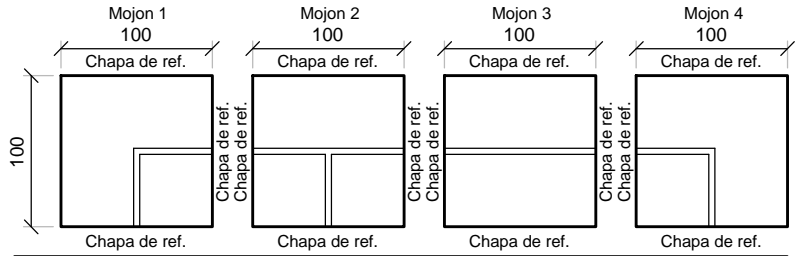 Mojon 1 Mojon 2 Mojon 3 Mojon 4
100 100 100 100
Chapa de ref. Chapa de ref. Chapa de ref. Chapa de ref.
100
Chapa de ref.
Chapa de ref.
Chapa de ref.
Chapa de ref.
Chapa de ref.
Chapa de ref.
Chapa de ref. Chapa de ref. Chapa de ref. Chapa de ref.